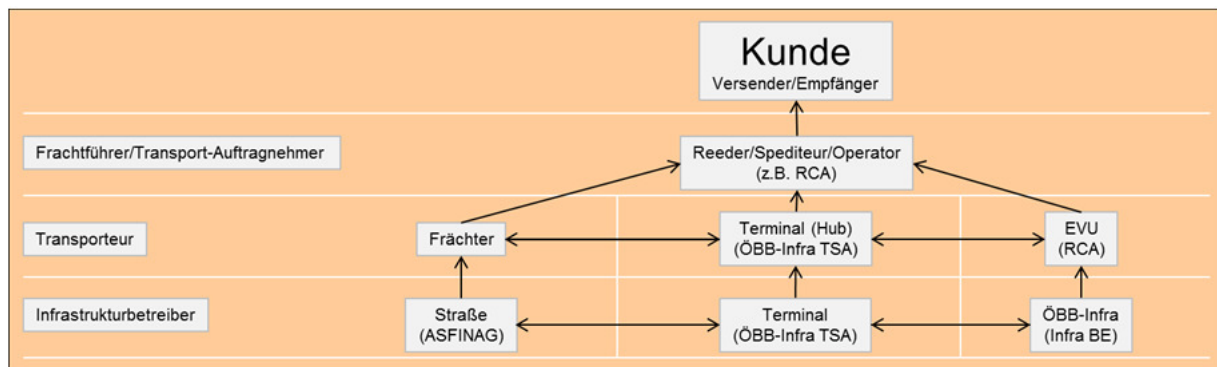 Kunde
Versender/Empfänger
Frachtführer/Transport-Auftragnehmer
Reeder/Spediteur/Operator
(z.B. RCA)
Transporteur
Frächter
Terminal (Hub)
(ÖBB-Infra TSA)
EVU
(RCA)
Infrastrukturbetreiber
Straße
(ASFINAG)
Terminal
(ÖBB-Infra TSA)
ÖBB-Infra
(Infra BE)